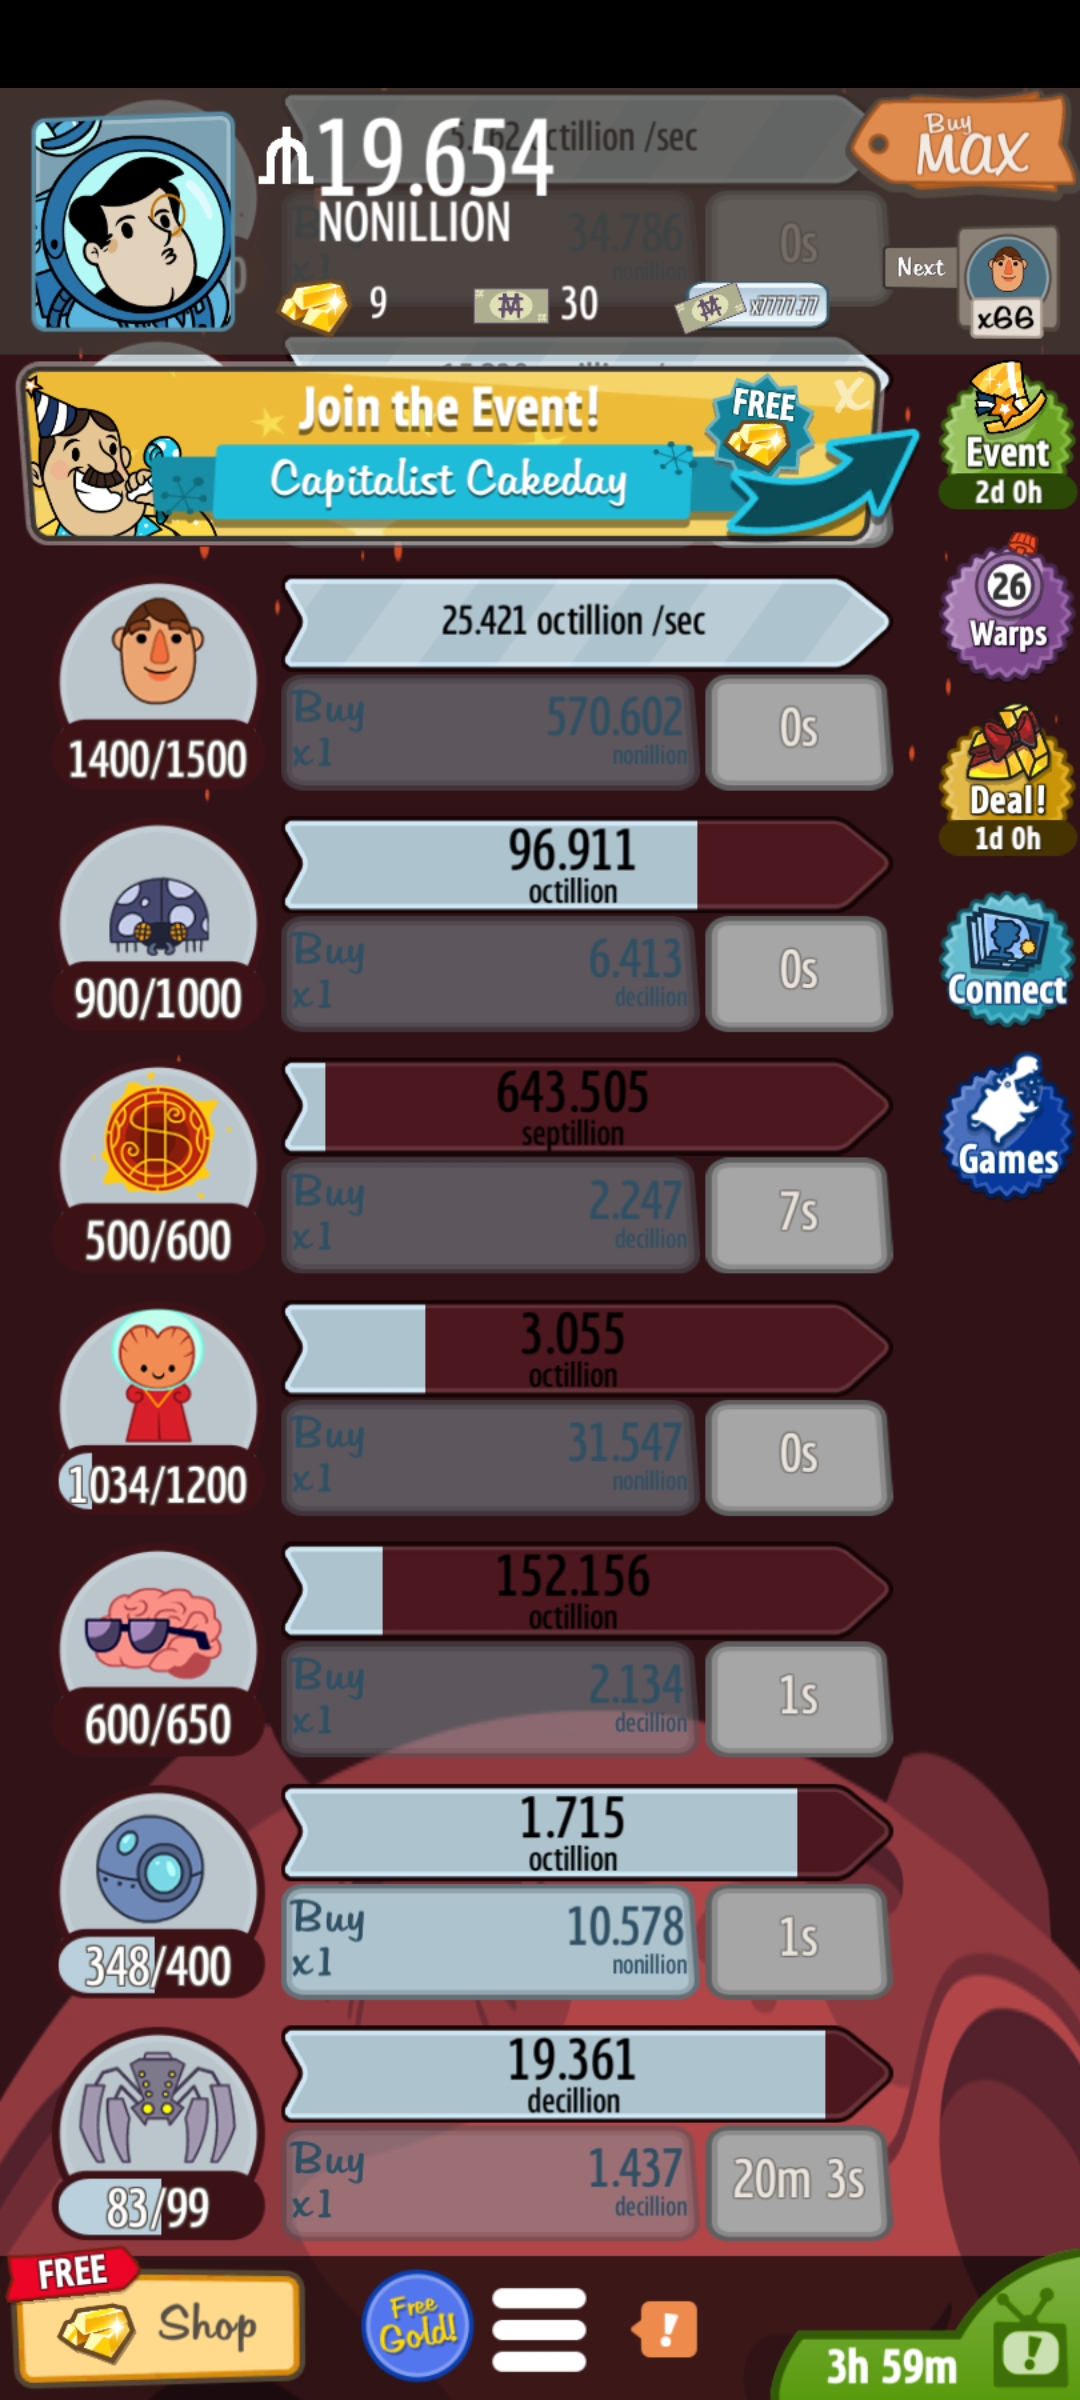 octillion /sec
₥19.654
NONILLION
Buy
MAX
34.786
nonillion
0s
x1
9
30
x7777.77
Next
x66
Join the Event!
Capitalist Cakeday
FREE
X
Event
2d 0h
25.421 octillion /sec
Buy
x1
570.602
nonillion
0s
1400/1500
26
Warps
Deal!
1d 0h
96.911
octillion
Buy
x1
6.413
decillion
0s
900/1000
Connect
643.505
septillion
Buy
x1
2.247
decillion
7s
500/600
Games
3.055
octillion
Buy
x1
31.547
nonillion
0s
1034/1200
152.156
octillion
Buy
x1
2.134
decillion
1s
600/650
1.715
octillion
Buy
x1
10.578
nonillion
1s
348/400
19.361
decillion
Buy
x1
1.437
decillion
20m 3s
83/99
FREE
Shop
Free
Gold!
!
3h 59m
!